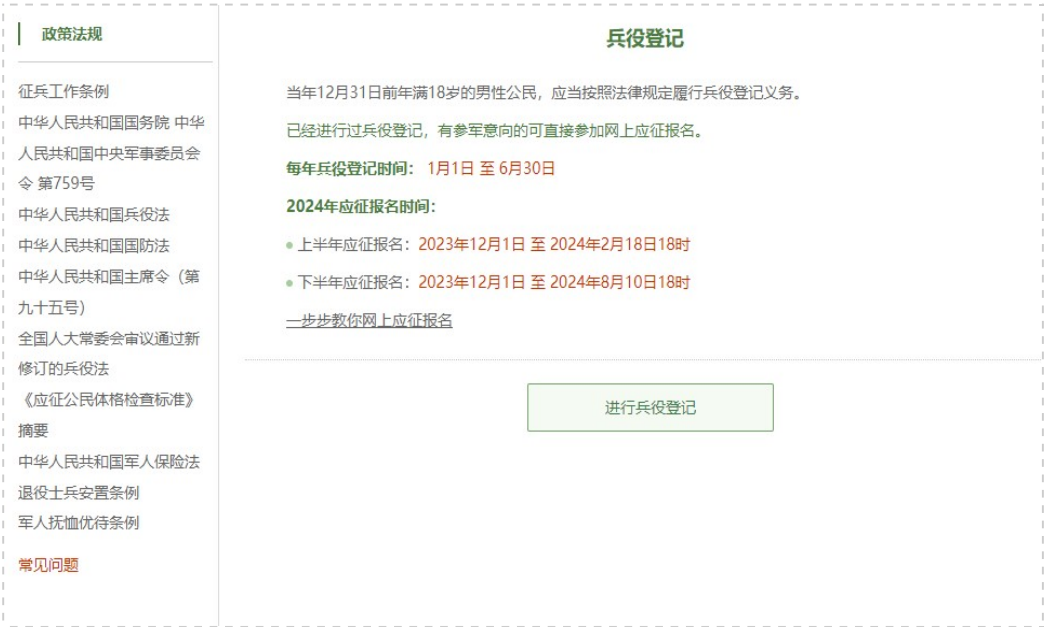 政策法规
征兵工作条例
中华人民共和国国务院 中华
人民共和国中央军事委员会
令 第759号
中华人民共和国兵役法
中华人民共和国国防法
中华人民共和国主席令（第
九十五号）
全国人大常委会审议通过新
修订的兵役法
《应征公民体格检查标准》
摘要
中华人民共和国军人保险法
退役士兵安置条例
军人抚恤优待条例
常见问题
兵役登记
当年12月31日前年满18岁的男性公民，应当按照法律规定履行兵役登记义务。
已经进行过兵役登记，有参军意向的可直接参加网上应征报名。
每年兵役登记时间： 1月1日 至 6月30日
2024年应征报名时间：
上半年应征报名：2023年12月1日 至 2024年2月18日18时
下半年应征报名：2023年12月1日 至 2024年8月10日18时
一步步教你网上应征报名
进行兵役登记